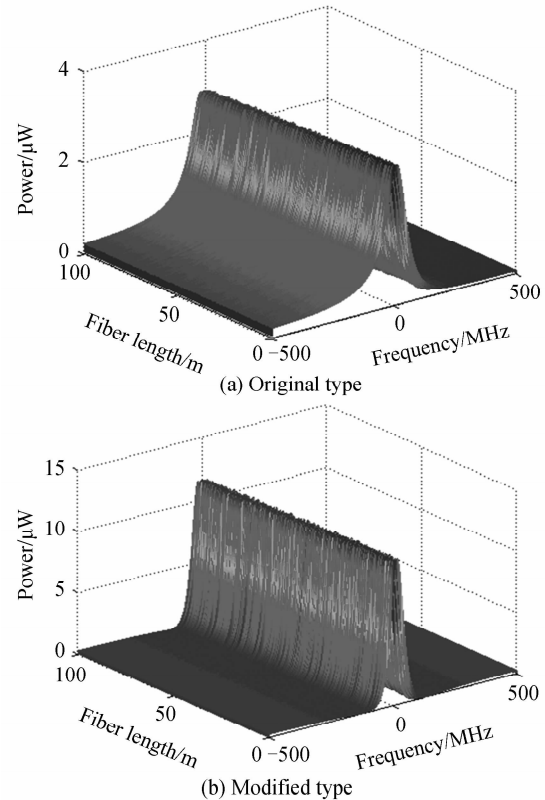 4
2
0
Power/μW
100
50
0
Fiber length/m
−500
0
500
Frequency/MHz
(a) Original type
15
10
5
0
Power/μW
100
50
0
Fiber length/m
−500
0
500
Frequency/MHz
(b) Modified type